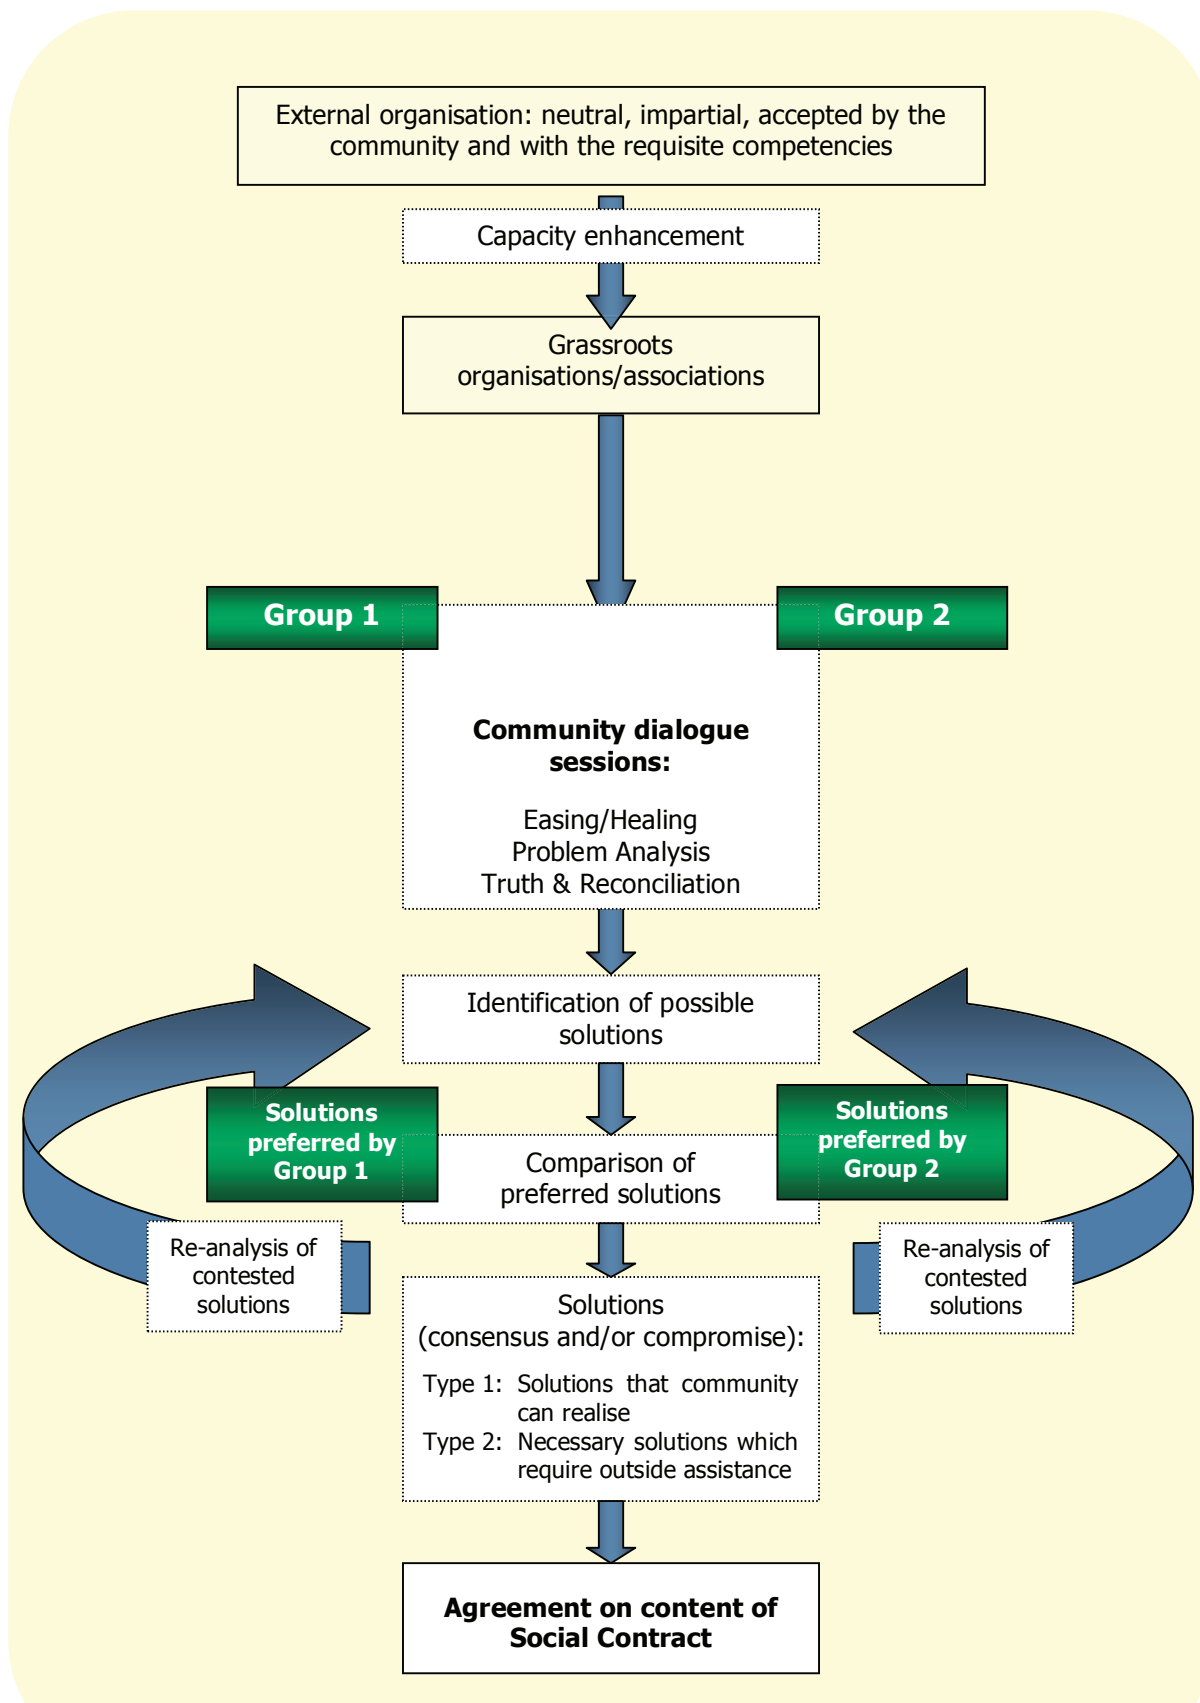 External organisation: neutral, impartial, accepted by the
community and with the requisite competencies
Capacity enhancement
Grassroots
organisations/associations
Group 1
Group 2
Community dialogue
sessions:
Easing/Healing
Problem Analysis
Truth & Reconciliation
Identification of possible
solutions
Solutions
preferred by
Group 1
Solutions
preferred by
Group 2
Comparison of
preferred solutions
Re-analysis of
contested
solutions
Re-analysis of
contested
solutions
Solutions
(consensus and/or compromise):
Type 1: Solutions that community
can realise
Type 2: Necessary solutions which
require outside assistance
Agreement on content of
Social Contract